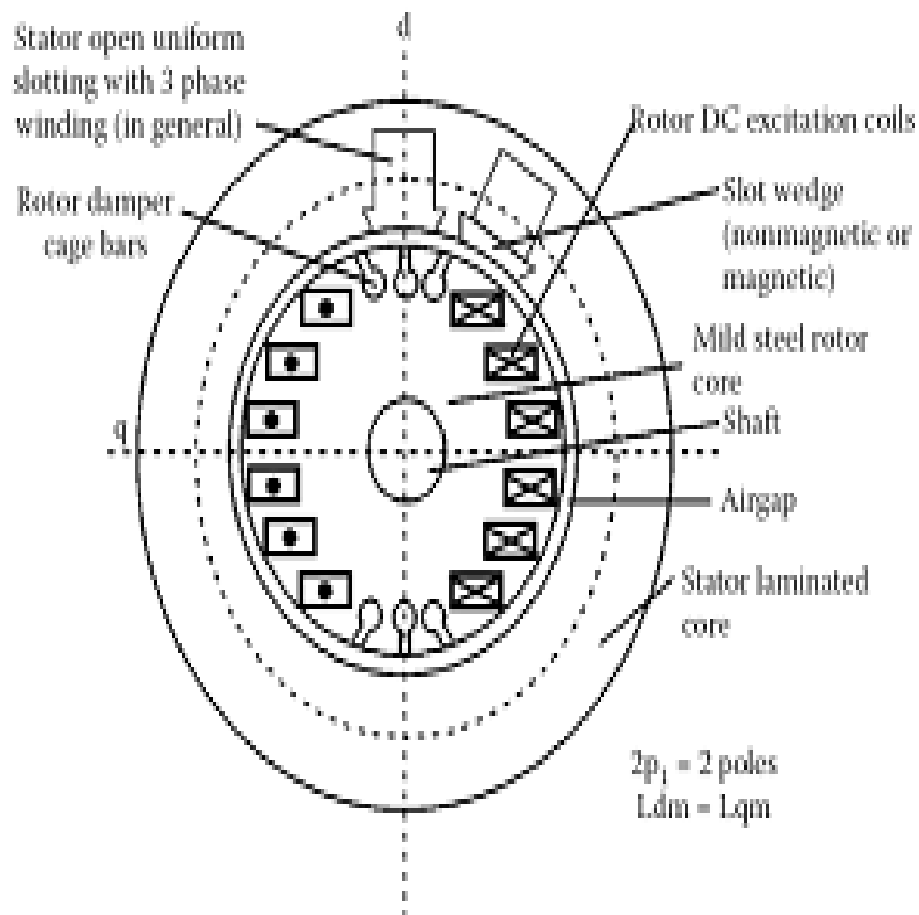 d
Stator open uniform
slotting with 3 phase
winding (in general)
Rotor DC excitation coils
Rotor damper
cage bars
Slot wedge
(nonmagnetic or
magnetic)
Mild steel rotor
core
Shaft
q
Airgap
Stator laminated
core
2p₁ = 2 poles
Ldm = Lqm